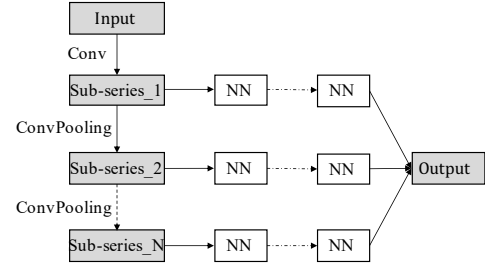 Input
Conv
Sub-series_1 NN NN
ConvPooling
Sub-series_2 NN NN Output
ConvPooling
Sub-series_N NN NN